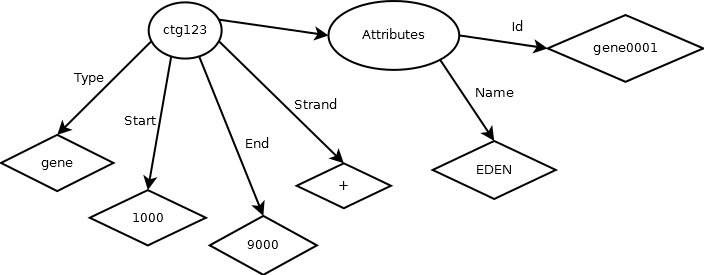 ctg123
Attributes
Id
gene0001
Type
Start
End
Strand
Name
gene
1000
9000
+
EDEN